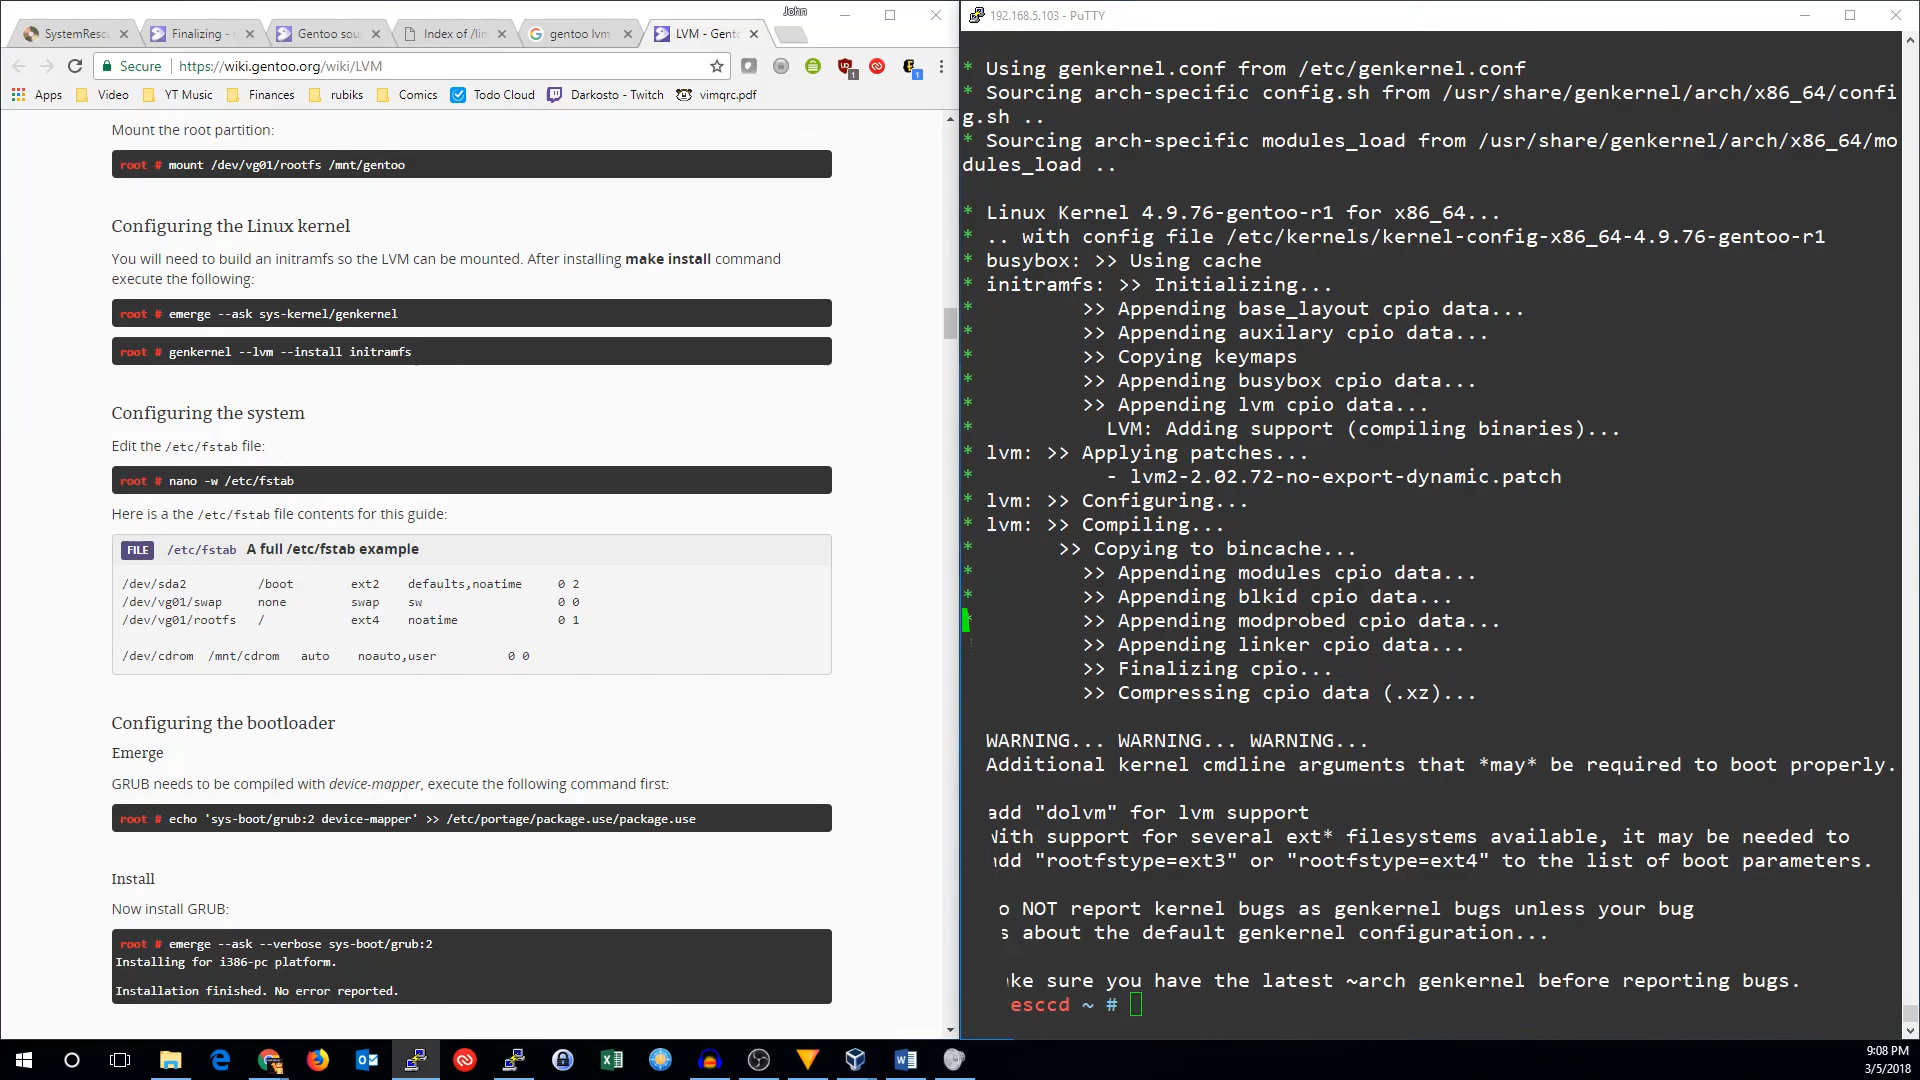 John
SystemResc
Finalizing -
Gentoo sou
Index of /lin
gentoo lvm
LVM - Gent
Secure
https://wiki.gentoo.org/wiki/LVM
Apps
Video
YT Music
Finances
rubiks
Comics
Todo Cloud
Darkosto - Twitch
vimqrc.pdf
Mount the root partition:
root # mount /dev/vg01/rootfs /mnt/gentoo
Configuring the Linux kernel
You will need to build an initramfs so the LVM can be mounted. After installing make install command
execute the following:
root # emerge --ask sys-kernel/genkernel
root # genkernel --lvm --install initramfs
Configuring the system
Edit the /etc/fstab file:
root # nano -w /etc/fstab
Here is a the /etc/fstab file contents for this guide:
FILE /etc/fstab A full /etc/fstab example
/dev/sda2 /boot ext2 defaults,noatime 0 2
/dev/vg01/swap none swap sw 0 0
/dev/vg01/rootfs / ext4 noatime 0 1
/dev/cdrom /mnt/cdrom auto noauto,user 0 0
Configuring the bootloader
Emerge
GRUB needs to be compiled with device-mapper, execute the following command first:
root # echo 'sys-boot/grub:2 device-mapper' >> /etc/portage/package.use/package.use
Install
Now install GRUB:
root # emerge --ask --verbose sys-boot/grub:2
Installing for i386-pc platform.
Installation finished. No error reported.
192.168.5.103 - PuTTY
* Using genkernel.conf from /etc/genkernel.conf
* Sourcing arch-specific config.sh from /usr/share/genkernel/arch/x86_64/confi
g.sh ..
* Sourcing arch-specific modules_load from /usr/share/genkernel/arch/x86_64/mo
dules_load ..
* Linux Kernel 4.9.76-gentoo-r1 for x86_64...
* .. with config file /etc/kernels/kernel-config-x86_64-4.9.76-gentoo-r1
* busybox: >> Using cache
* initramfs: >> Initializing...
* >> Appending base_layout cpio data...
* >> Appending auxilary cpio data...
* >> Copying keymaps
* >> Appending busybox cpio data...
* >> Appending lvm cpio data...
* LVM: Adding support (compiling binaries)...
* lvm: >> Applying patches...
* - lvm2-2.02.72-no-export-dynamic.patch
* lvm: >> Configuring...
* lvm: >> Compiling...
* >> Copying to bincache...
* >> Appending modules cpio data...
* >> Appending blkid cpio data...
>> Appending modprobed cpio data...
>> Appending linker cpio data...
>> Finalizing cpio...
>> Compressing cpio data (.xz)...
WARNING... WARNING... WARNING...
Additional kernel cmdline arguments that *may* be required to boot properly.
add "dolvm" for lvm support
With support for several ext* filesystems available, it may be needed to
add "rootfstype=ext3" or "rootfstype=ext4" to the list of boot parameters.
o NOT report kernel bugs as genkernel bugs unless your bug
s about the default genkernel configuration...
ke sure you have the latest ~arch genkernel before reporting bugs.
esccd ~ #
9:08 PM
3/5/2018